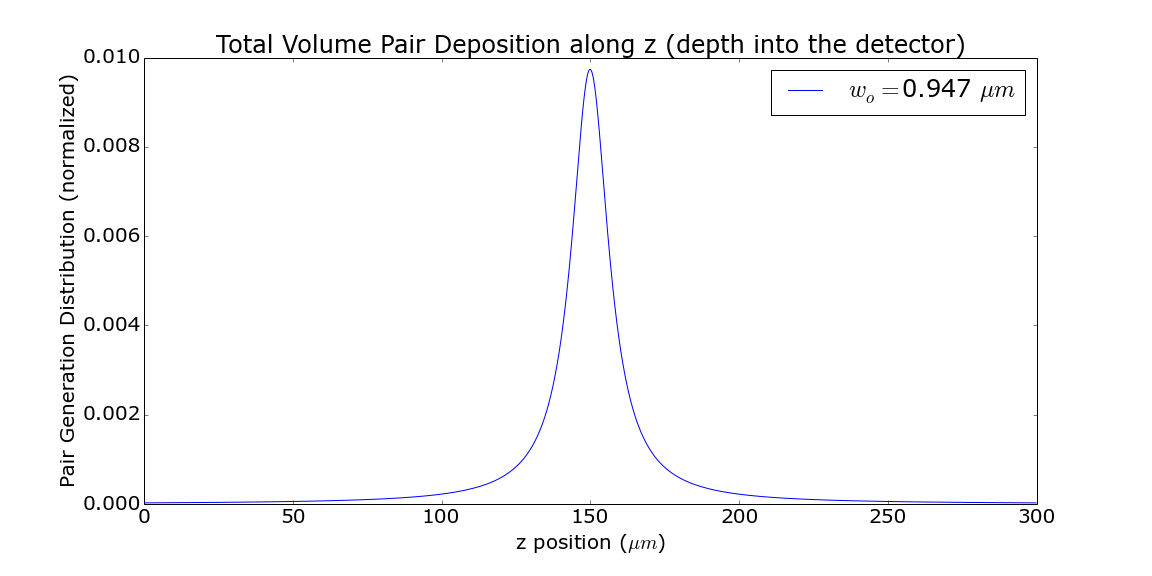 Total Volume Pair Deposition along z (depth into the detector)
Pair Generation Distribution (normalized)
0.010
0.008
0.006
0.004
0.002
0.000
w_o =0.947 μm
0 50 100 150 200 250 300
z position (μm)